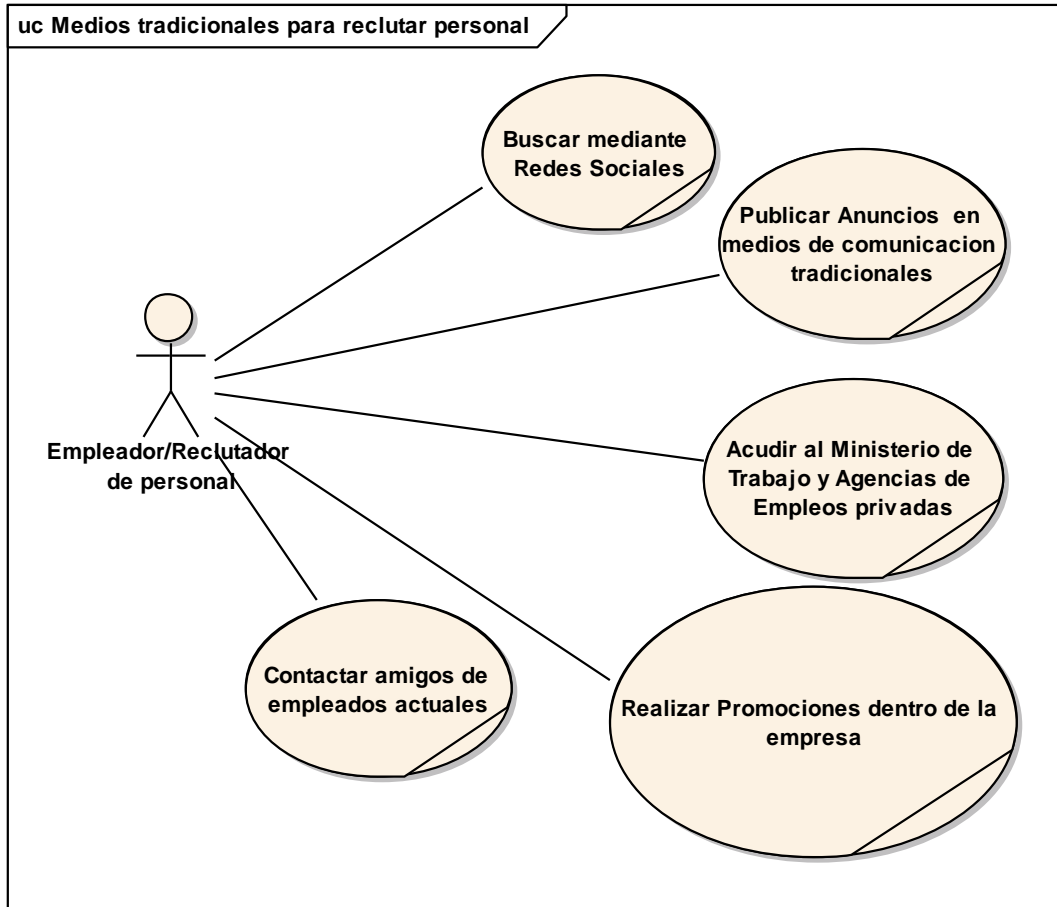 uc Medios tradicionales para reclutar personal
Buscar mediante
Redes Sociales
Publicar Anuncios en
medios de comunicacion
tradicionales
Empleador/Reclutador
de personal
Acudir al Ministerio de
Trabajo y Agencias de
Empleos privadas
Contactar amigos de
empleados actuales
Realizar Promociones dentro de la
empresa